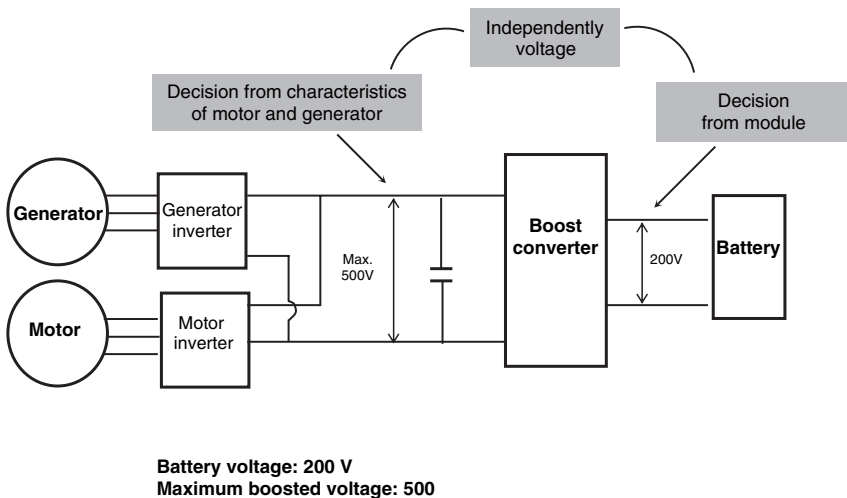 Independently
voltage
Decision from characteristics
of motor and generator
Decision
from module
Generator
Generator
inverter
Max.
500V
Boost
converter
200V
Battery
Motor
Motor
inverter
Battery voltage: 200 V
Maximum boosted voltage: 500